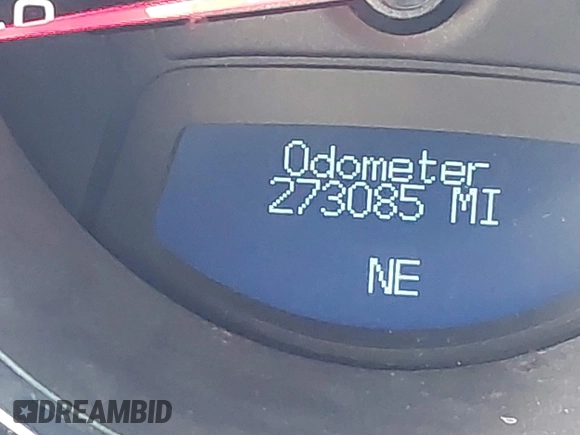 Odometer
273085 MI
NE
DREAMBID